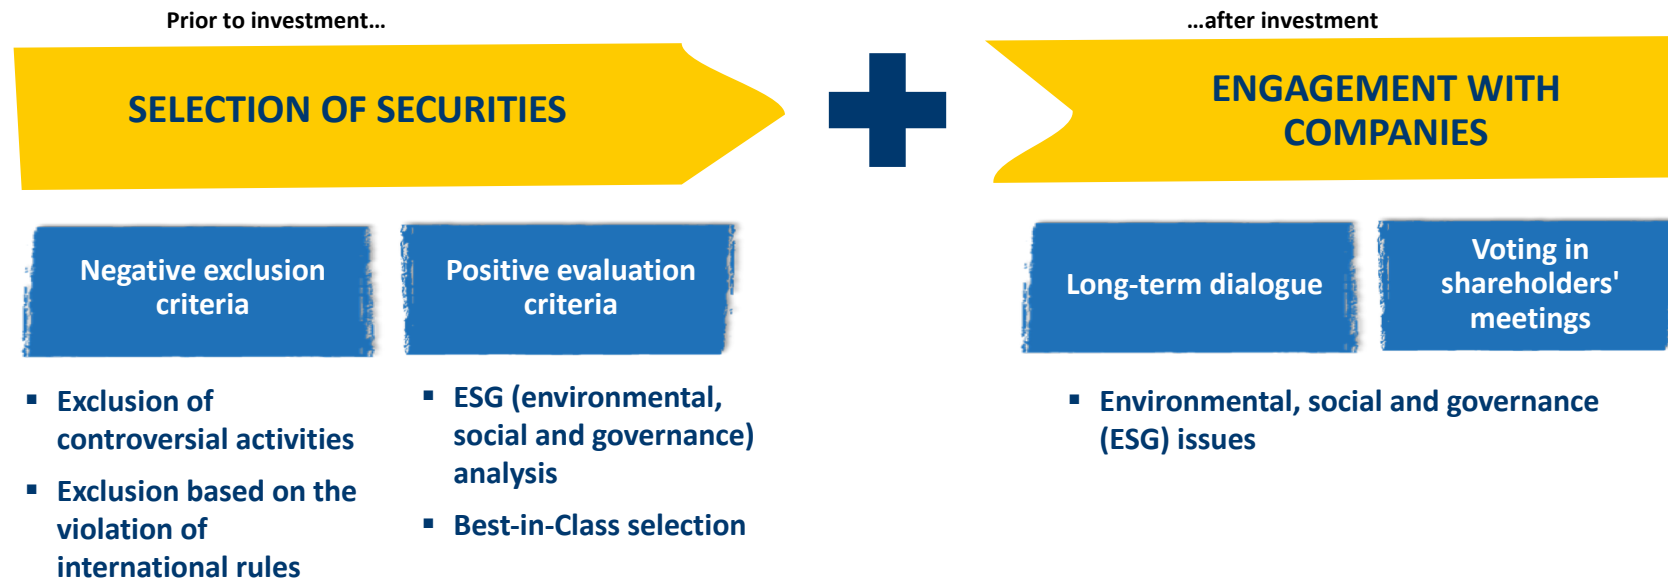 Prior to investment…
…after investment
SELECTION OF SECURITIES
ENGAGEMENT WITH
COMPANIES
Negative exclusion
criteria
Positive evaluation
criteria
Long-term dialogue
Voting in
shareholders'
meetings
▪ Exclusion of
controversial activities
▪ Exclusion based on the
violation of
international rules
▪ ESG (environmental,
social and governance)
analysis
▪ Best-in-Class selection
▪ Environmental, social and governance
(ESG) issues